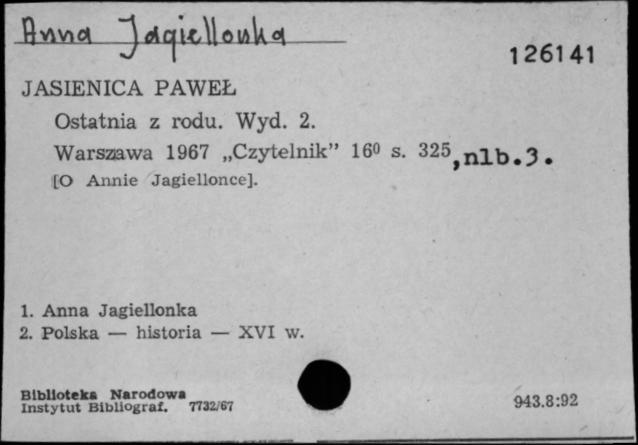 Anna Jagiellonka
126141
JASIENICA PAWEŁ
Ostatnia z rodu. Wyd. 2.
Warszawa 1967 „Czytelnik” 16⁰ s. 325, nlb. 3.
[O Annie Jagiellonce].
1. Anna Jagiellonka
2. Polska — historia — XVI w.
Biblioteka Narodowa
Instytut Bibliograf. 7732/67
943.8:92